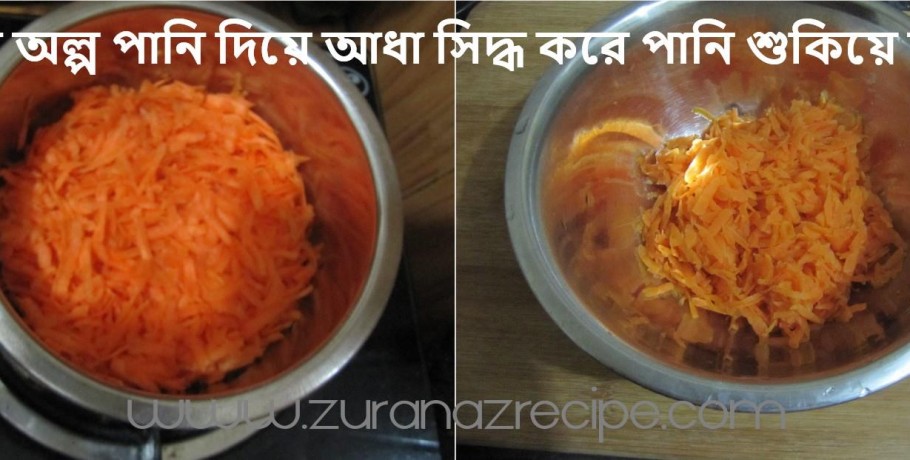 অল্প পানি দিয়ে আধা সিদ্ধ করে পানি শুকিয়ে
www.zuranazrecipe.com